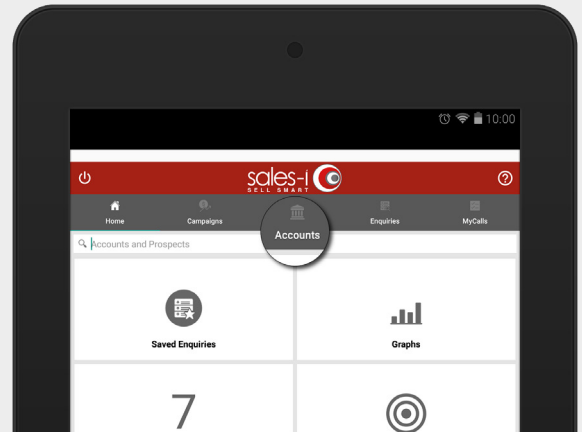 10:00
sales-i
SELL SMART
Home
Campaigns
Accounts
Enquiries
MyCalls
Accounts and Prospects
Saved Enquiries
Graphs
7